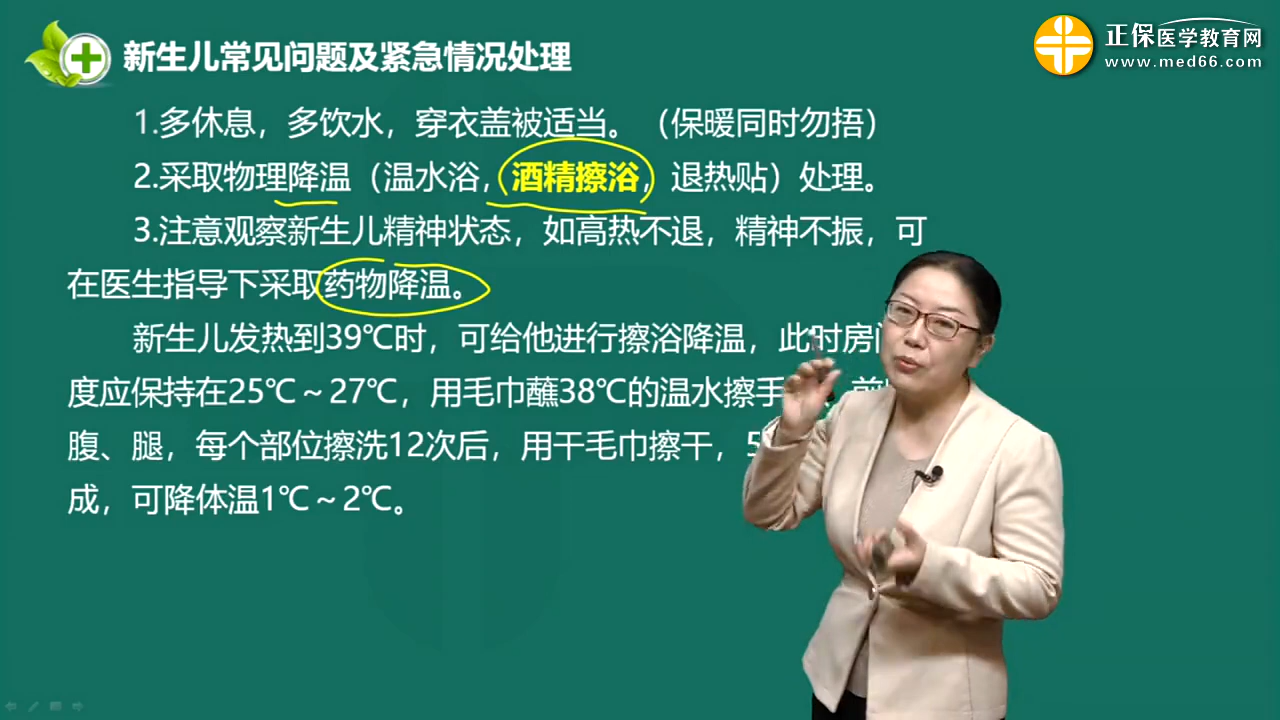 新生儿常见问题及紧急情况处理
正保医学教育网
www.med66.com
1.多休息，多饮水，穿衣盖被适当。（保暖同时勿捂）
2.采取物理降温（温水浴，酒精擦浴，退热贴）处理。
3.注意观察新生儿精神状态，如高热不退，精神不振，可
在医生指导下采取药物降温。
新生儿发热到39℃时，可给他进行擦浴降温，此时房
度应保持在25℃～27℃，用毛巾蘸38℃的温水擦手
腹、腿，每个部位擦洗12次后，用干毛巾擦干，5
成，可降体温1℃～2℃。